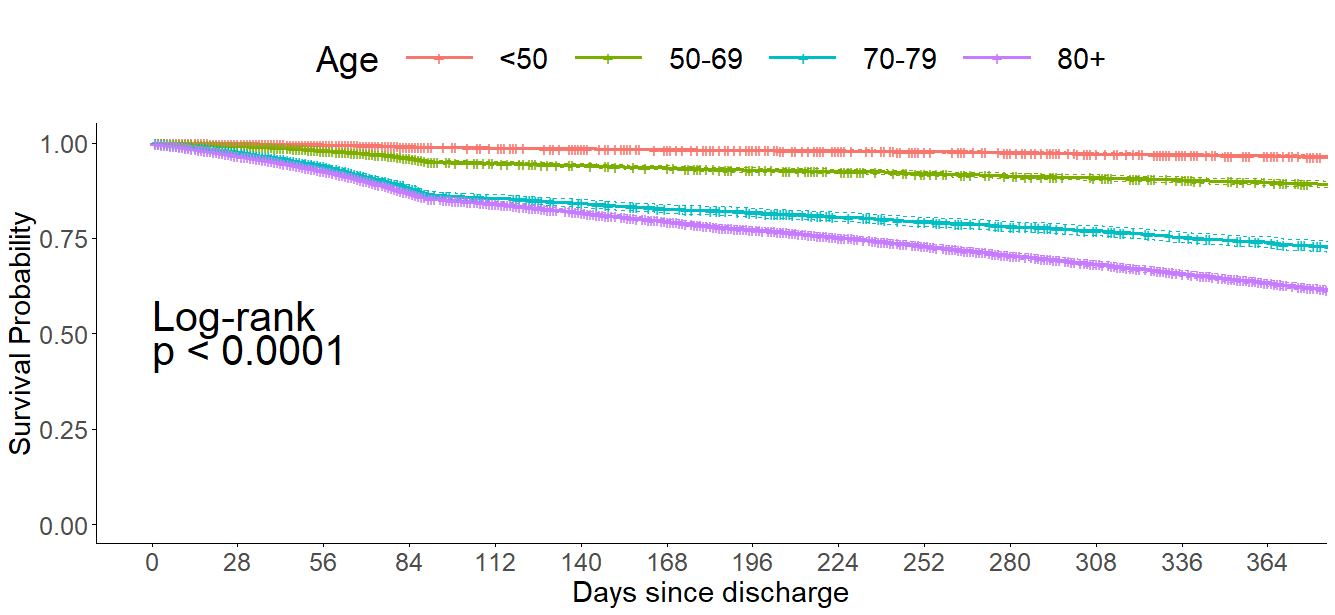 Age <50 50-69 70-79 80+
1.00
0.75
0.50
0.25
0.00
Survival Probability
Log-rank
p < 0.0001
0 28 56 84 112 140 168 196 224 252 280 308 336 364
Days since discharge